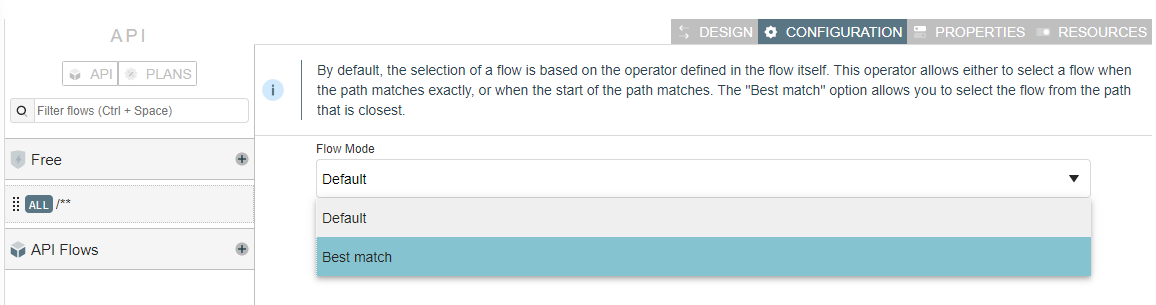 API
DESIGN CONFIGURATION PROPERTIES RESOURCES
API PLANS
Filter flows (Ctrl + Space)
Free
ALL /**
API Flows
i
By default, the selection of a flow is based on the operator defined in the flow itself. This operator allows either to select a flow when
the path matches exactly, or when the start of the path matches. The "Best match" option allows you to select the flow from the path
that is closest.
Flow Mode
Default
Default
Best match